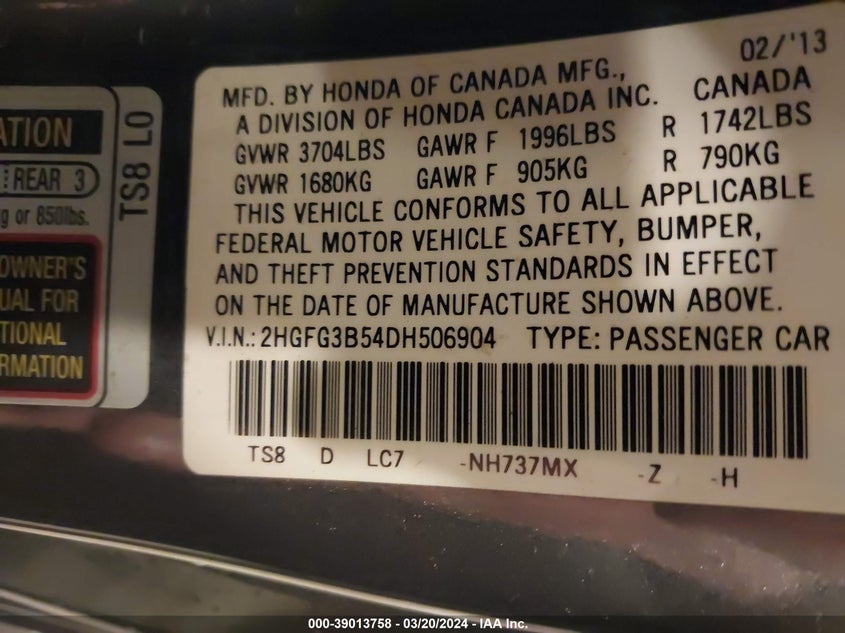 ATION
REAR 3
g or 850lbs.
OWNER'S
UAL FOR
TIONAL
RMATION
TS8 L0
02/'13
MFD. BY HONDA OF CANADA MFG., CANADA
A DIVISION OF HONDA CANADA INC.
GVWR 3704LBS GAWR F 1996LBS R 1742LBS
GVWR 1680KG GAWR F 905KG R 790KG
THIS VEHICLE CONFORMS TO ALL APPLICABLE
FEDERAL MOTOR VEHICLE SAFETY, BUMPER,
AND THEFT PREVENTION STANDARDS IN EFFECT
ON THE DATE OF MANUFACTURE SHOWN ABOVE.
V.I.N.: 2HGFG3B54DH506904 TYPE: PASSENGER CAR
TS8 D LC7 -NH737MX -Z -H
000-39013758 - 03/20/2024 - IAA Inc.